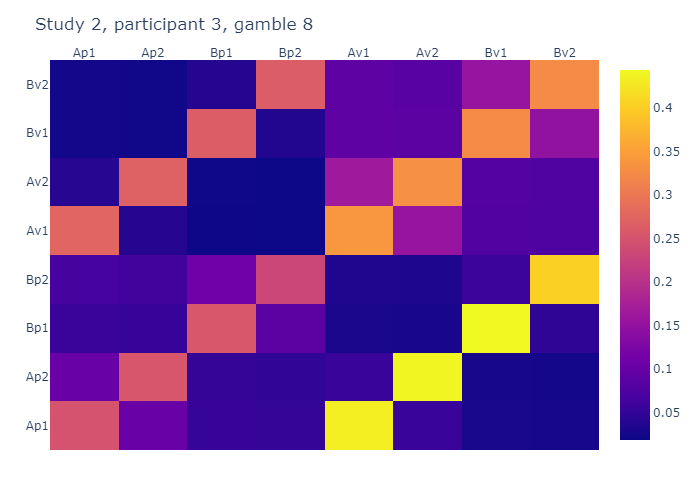 Study 2, participant 3, gamble 8
Ap1 Ap2 Bp1 Bp2 Av1 Av2 Bv1 Bv2
Bv2
Bv1
Av2
Av1
Bp2
Bp1
Ap2
Ap1
0.4
0.35
0.3
0.25
0.2
0.15
0.1
0.05